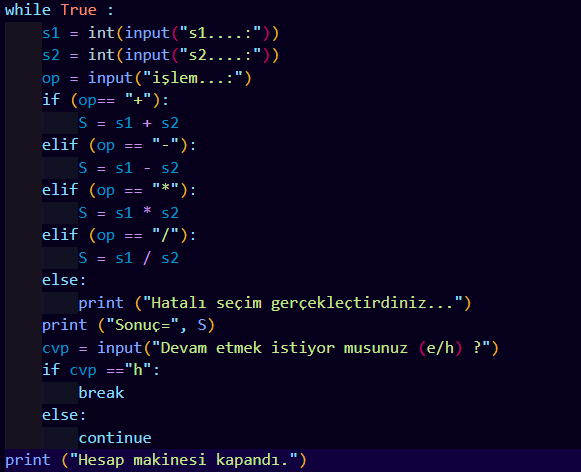 while True :
    s1 = int(input("s1....:"))
    s2 = int(input("s2....:"))
    op = input("işlem...:")
    if (op== "+"):
        S = s1 + s2
    elif (op == "-"):
        S = s1 - s2
    elif (op == "*"):
        S = s1 * s2
    elif (op == "/"):
        S = s1 / s2
    else:
        print ("Hatalı seçim gerçekleçtirdiniz...")
    print ("Sonuç=", S)
    cvp = input("Devam etmek istiyor musunuz (e/h) ?")
    if cvp =="h":
        break
    else:
        continue
print ("Hesap makinesi kapandı.")